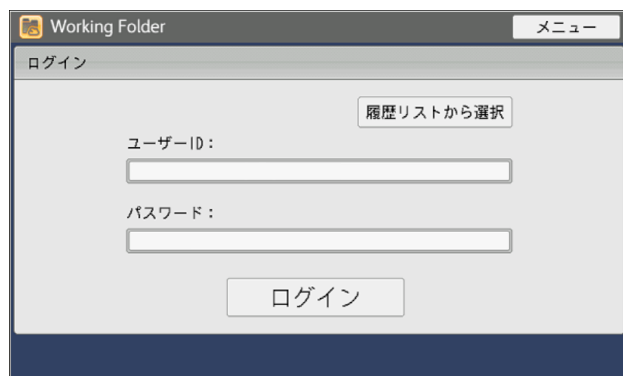 Working Folder
メニュー
ログイン
履歴リストから選択
ユーザーID：
パスワード：
ログイン